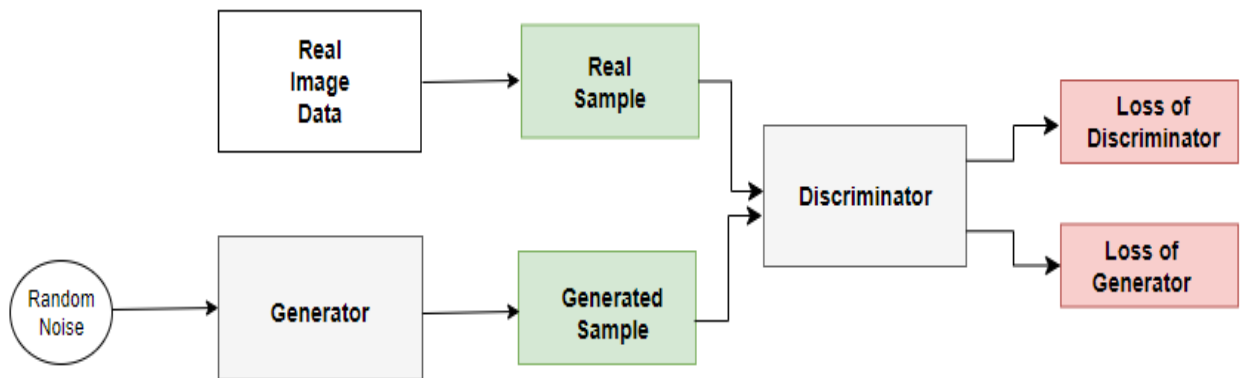 Real
Image
Data
Real
Sample
Discriminator
Loss of
Discriminator
Loss of
Generator
Random
Noise
Generator
Generated
Sample